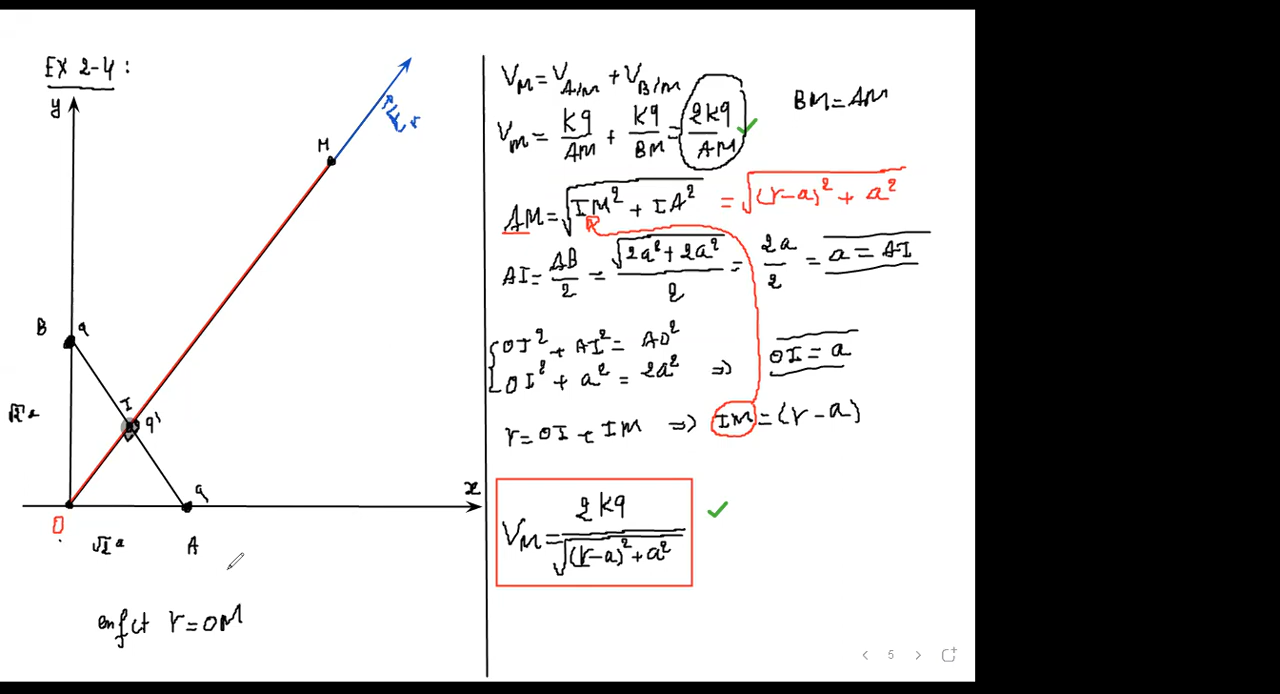 EX 2-4 :
y
M
B
q
I
q'
√2 a
O
√2 a
q
A
x
en fct r = OM
V_M = V_A/M + V_B/M
BM = AM
V_M = Kq/AM + Kq/BM = 2Kq/AM ✓
AM = √(IM² + IA²) = √((r-a)² + a²)
AI = AB/2 = √(2a² + 2a²)/2 = 2a/2 = a = AI
{ OI² + AI² = AO²
OI² + a² = 2a² ⇒ OI = a
r = OI + IM ⇒ IM = (r - a)
V_M = 2Kq/√((r-a)² + a²) ✓
< 5 >